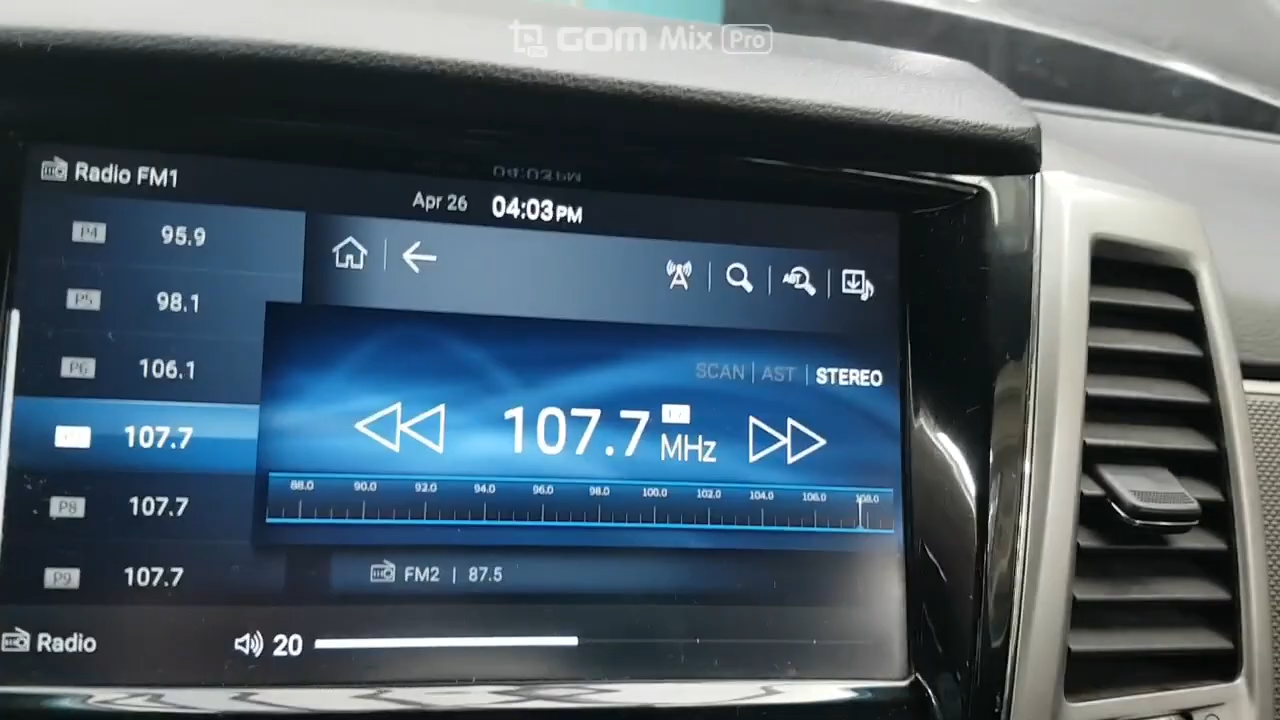 GOM Mix Pro
Radio FM1
Apr 26 04:03 PM
P4 95.9
P5 98.1
P6 106.1
107.7
P8 107.7
P9 107.7
SCAN | AST | STEREO
107.7 MHz
88.0 90.0 92.0 94.0 96.0 98.0 100.0 102.0 104.0 106.0 108.0
FM2 | 87.5
Radio 20